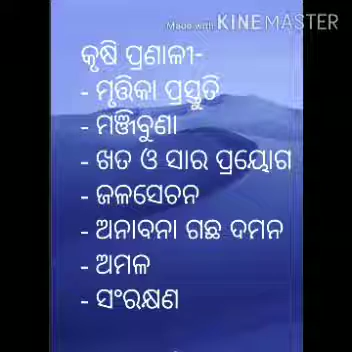 Made with KINEMASTER
କୃଷି ପ୍ରଣାଳୀ-
- ମୃତ୍ତିକା ପ୍ରସ୍ତୁତି
- ମଞ୍ଜିବୁଣା
- ଖତ ଓ ସାର ପ୍ରୟୋଗ
- ଜଳସେଚନ
- ଅନାବନା ଗଛ ଦମନ
- ଅମଳ
- ସଂରକ୍ଷଣ